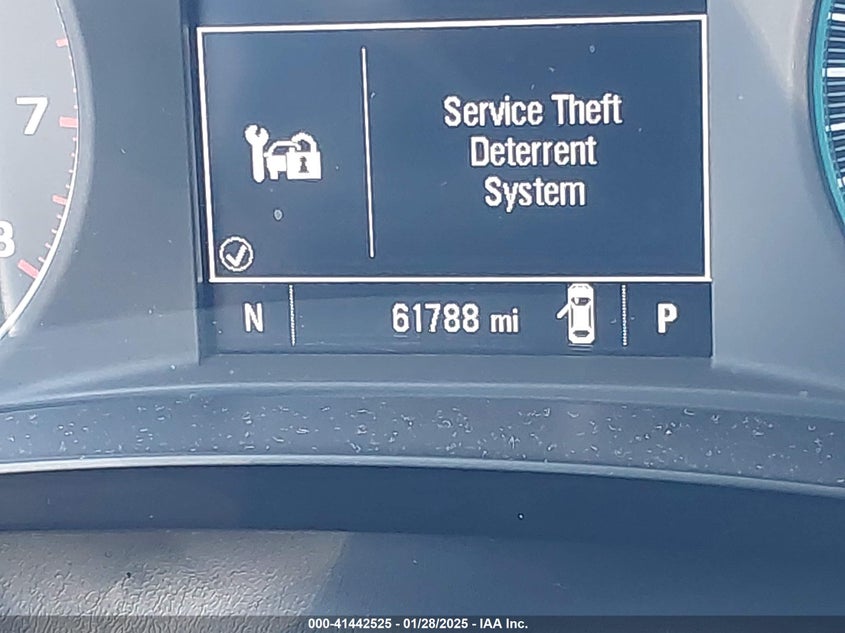 7
8
Service Theft
Deterrent
System
N 61788 mi P
000-41442525 - 01/28/2025 - IAA Inc.